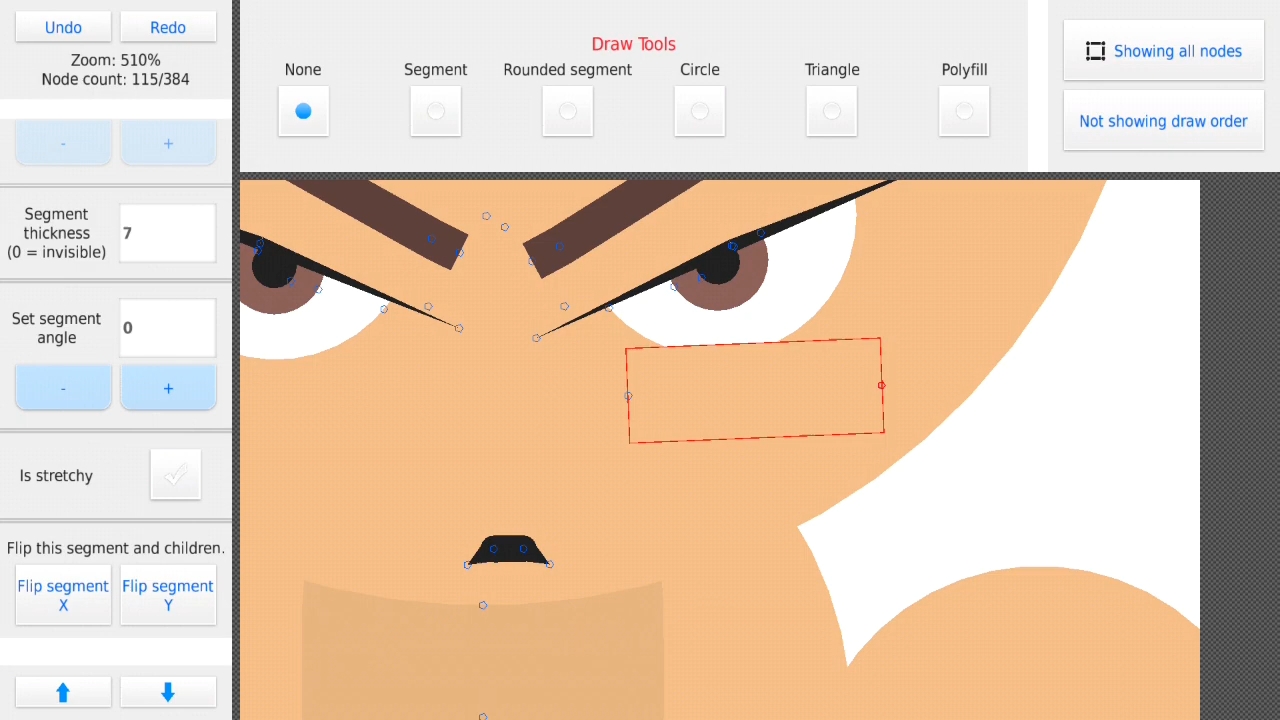 Undo
Redo
Zoom: 510%
Node count: 115/384
-
+
Segment
thickness
(0 = invisible)
7
Set segment
angle
0
-
+
Is stretchy
Flip this segment and children.
Flip segment
X
Flip segment
Y
Draw Tools
None
Segment
Rounded segment
Circle
Triangle
Polyfill
Showing all nodes
Not showing draw order